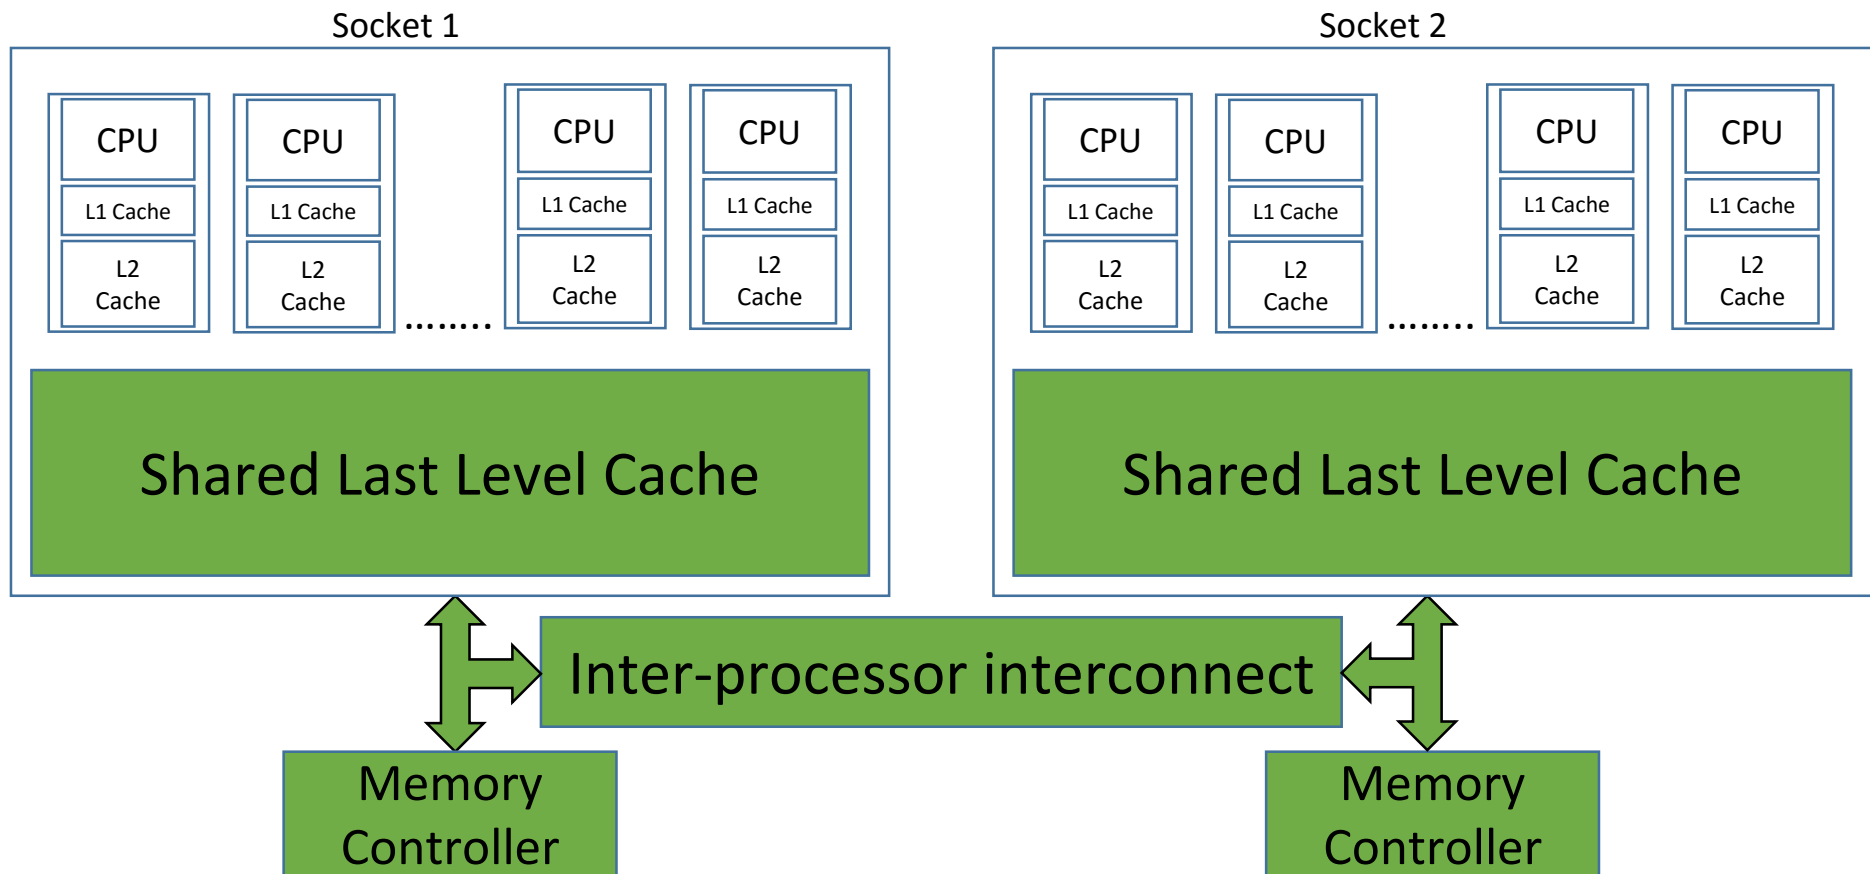 Socket 1
Socket 2
CPU
L1 Cache
L2
Cache
CPU
L1 Cache
L2
Cache
........
CPU
L1 Cache
L2
Cache
CPU
L1 Cache
L2
Cache
Shared Last Level Cache
CPU
L1 Cache
L2
Cache
CPU
L1 Cache
L2
Cache
........
CPU
L1 Cache
L2
Cache
CPU
L1 Cache
L2
Cache
Shared Last Level Cache
Inter-processor interconnect
Memory
Controller
Memory
Controller